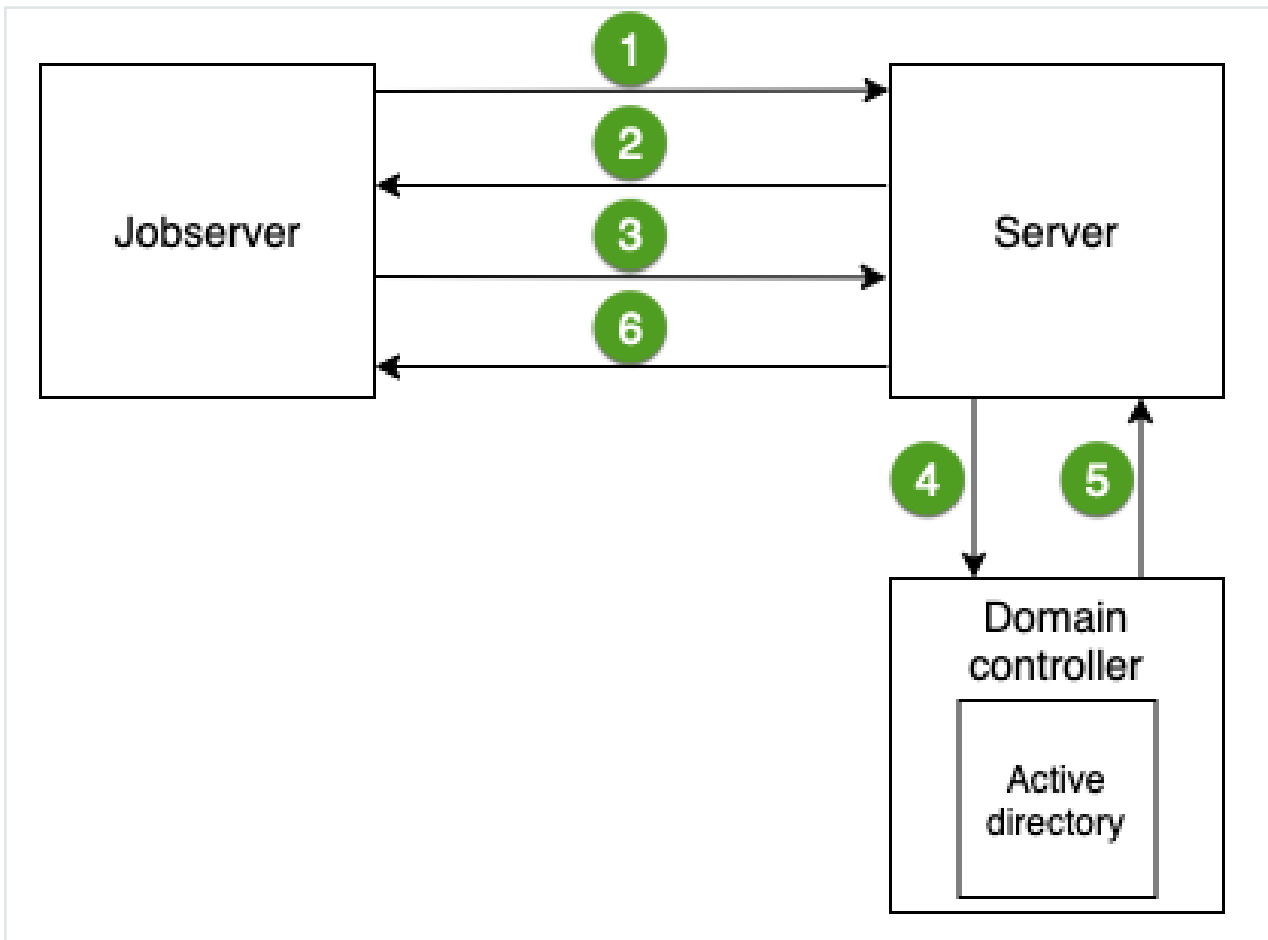 1
2
Jobserver
3
Server
6
4
5
Domain
controller
Active
directory